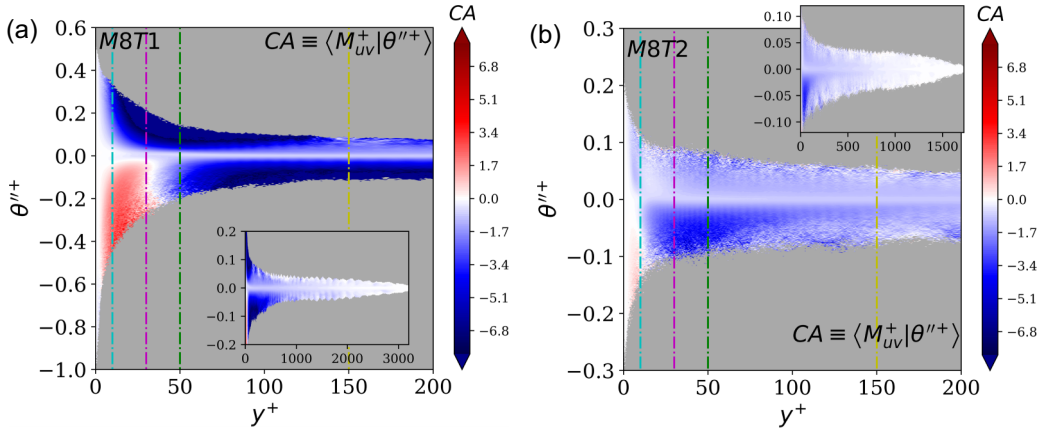 (a)
M8T1
CA ≡ ⟨M⁺ᵤᵥ|θ″⁺⟩
CA
0.6
0.4
0.2
0.0
−0.2
−0.4
−0.6
−0.8
−1.0
θ″⁺
0 50 100 150 200
y⁺
0.2
0.1
0.0
−0.1
−0.2
0 1000 2000 3000
6.8
5.1
3.4
1.7
0.0
−1.7
−3.4
−5.1
−6.8
(b)
M8T2
CA ≡ ⟨M⁺ᵤᵥ|θ″⁺⟩
CA
0.3
0.2
0.1
0.0
−0.1
−0.2
−0.3
θ″⁺
0 50 100 150 200
y⁺
0.10
0.05
0.00
−0.05
−0.10
0 500 1000 1500
6.8
5.1
3.4
1.7
0.0
−1.7
−3.4
−5.1
−6.8